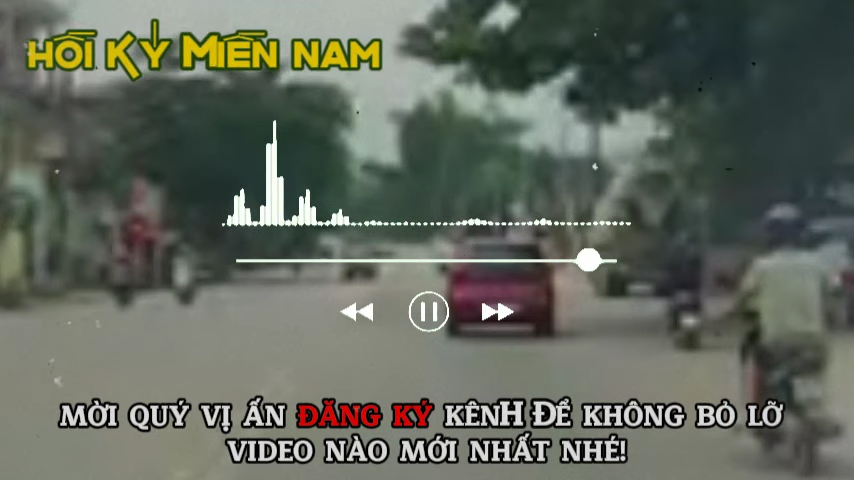 HỒI KÝ MIỀN NAM
MỜI QUÝ VỊ ẤN ĐĂNG KÝ KÊNH ĐỂ KHÔNG BỎ LỠ
VIDEO NÀO MỚI NHẤT NHÉ!